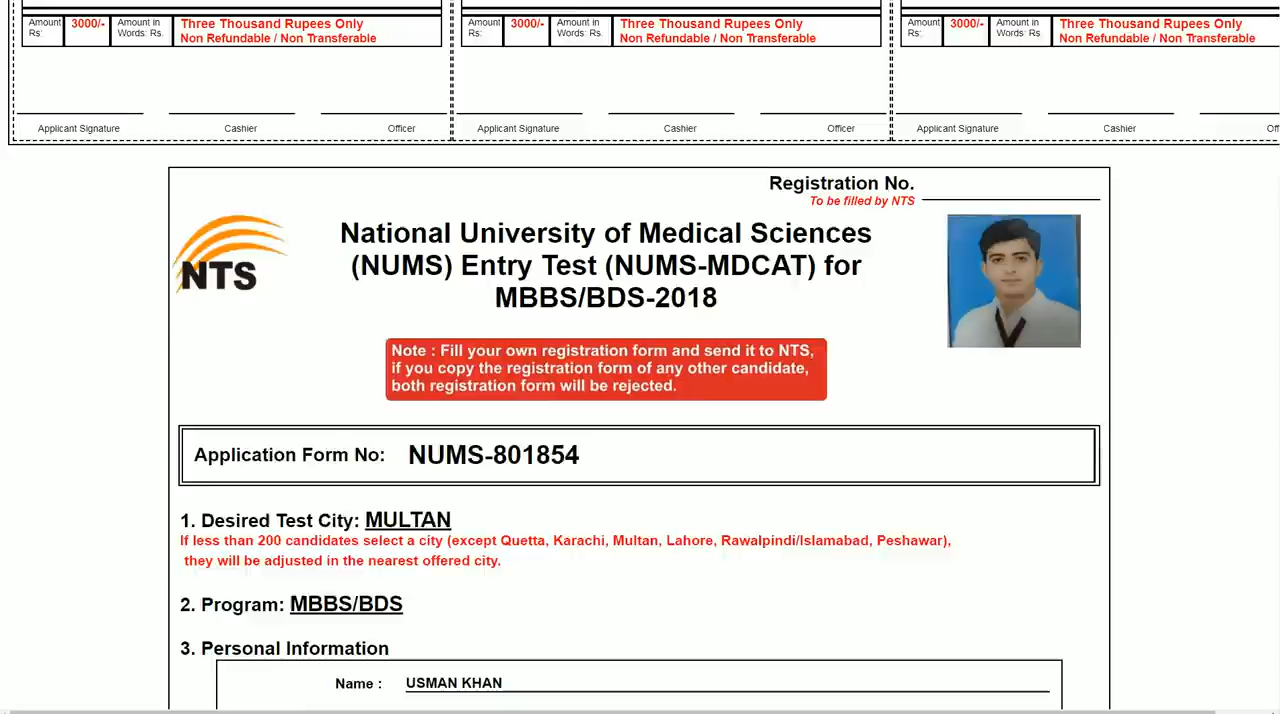 Amount Rs: 3000/- Amount in Words: Rs. Three Thousand Rupees Only Non Refundable / Non Transferable
Amount Rs: 3000/- Amount in Words: Rs. Three Thousand Rupees Only Non Refundable / Non Transferable
Amount Rs: 3000/- Amount in Words: Rs. Three Thousand Rupees Only Non Refundable / Non Transferable
Applicant Signature Cashier Officer
Applicant Signature Cashier Officer
Applicant Signature Cashier
Registration No.
To be filled by NTS
NTS
National University of Medical Sciences
(NUMS) Entry Test (NUMS-MDCAT) for
MBBS/BDS-2018
Note : Fill your own registration form and send it to NTS,
if you copy the registration form of any other candidate,
both registration form will be rejected.
Application Form No: NUMS-801854
1. Desired Test City: MULTAN
If less than 200 candidates select a city (except Quetta, Karachi, Multan, Lahore, Rawalpindi/Islamabad, Peshawar),
they will be adjusted in the nearest offered city.
2. Program: MBBS/BDS
3. Personal Information
Name : USMAN KHAN